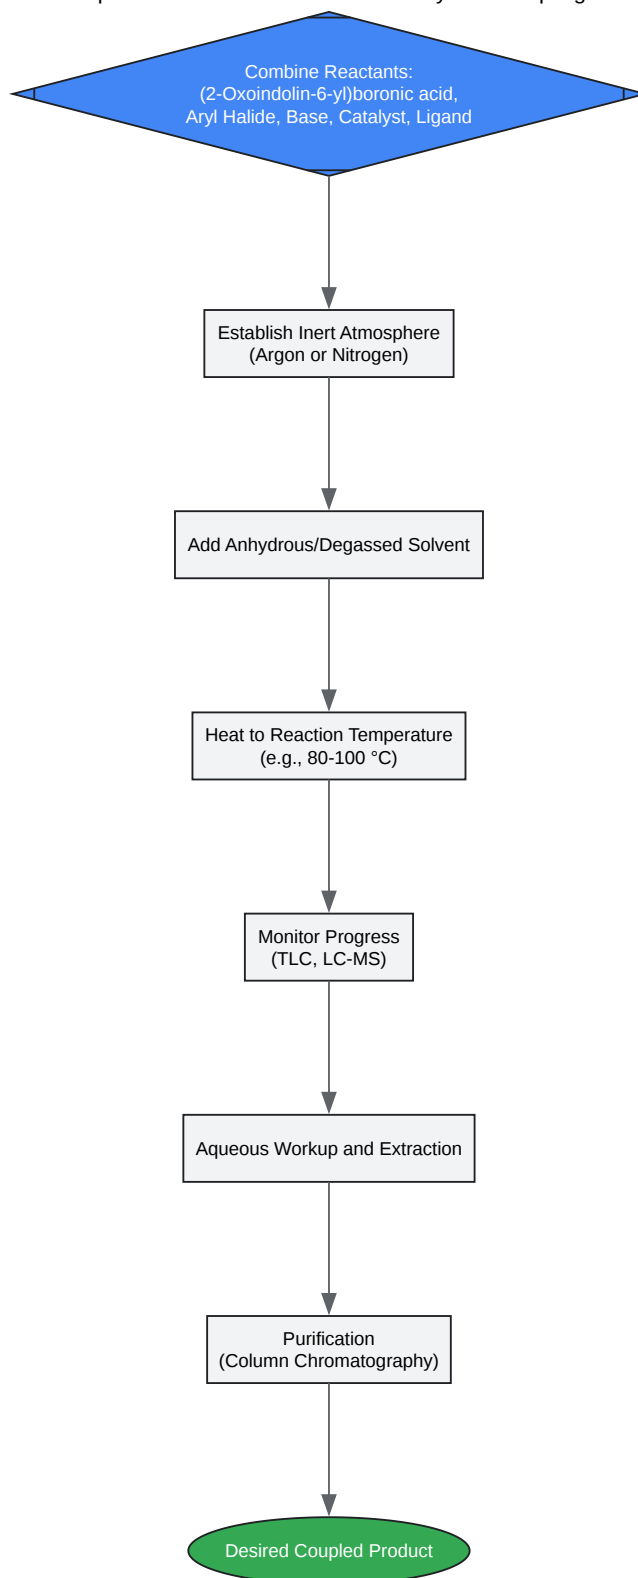 Combine Reactants:
(2-Oxoindolin-6-yl)boronic acid,
Aryl Halide, Base, Catalyst, Ligand
Establish Inert Atmosphere
(Argon or Nitrogen)
Add Anhydrous/Degassed Solvent
Heat to Reaction Temperature
(e.g., 80-100 °C)
Monitor Progress
(TLC, LC-MS)
Aqueous Workup and Extraction
Purification
(Column Chromatography)
Desired Coupled Product